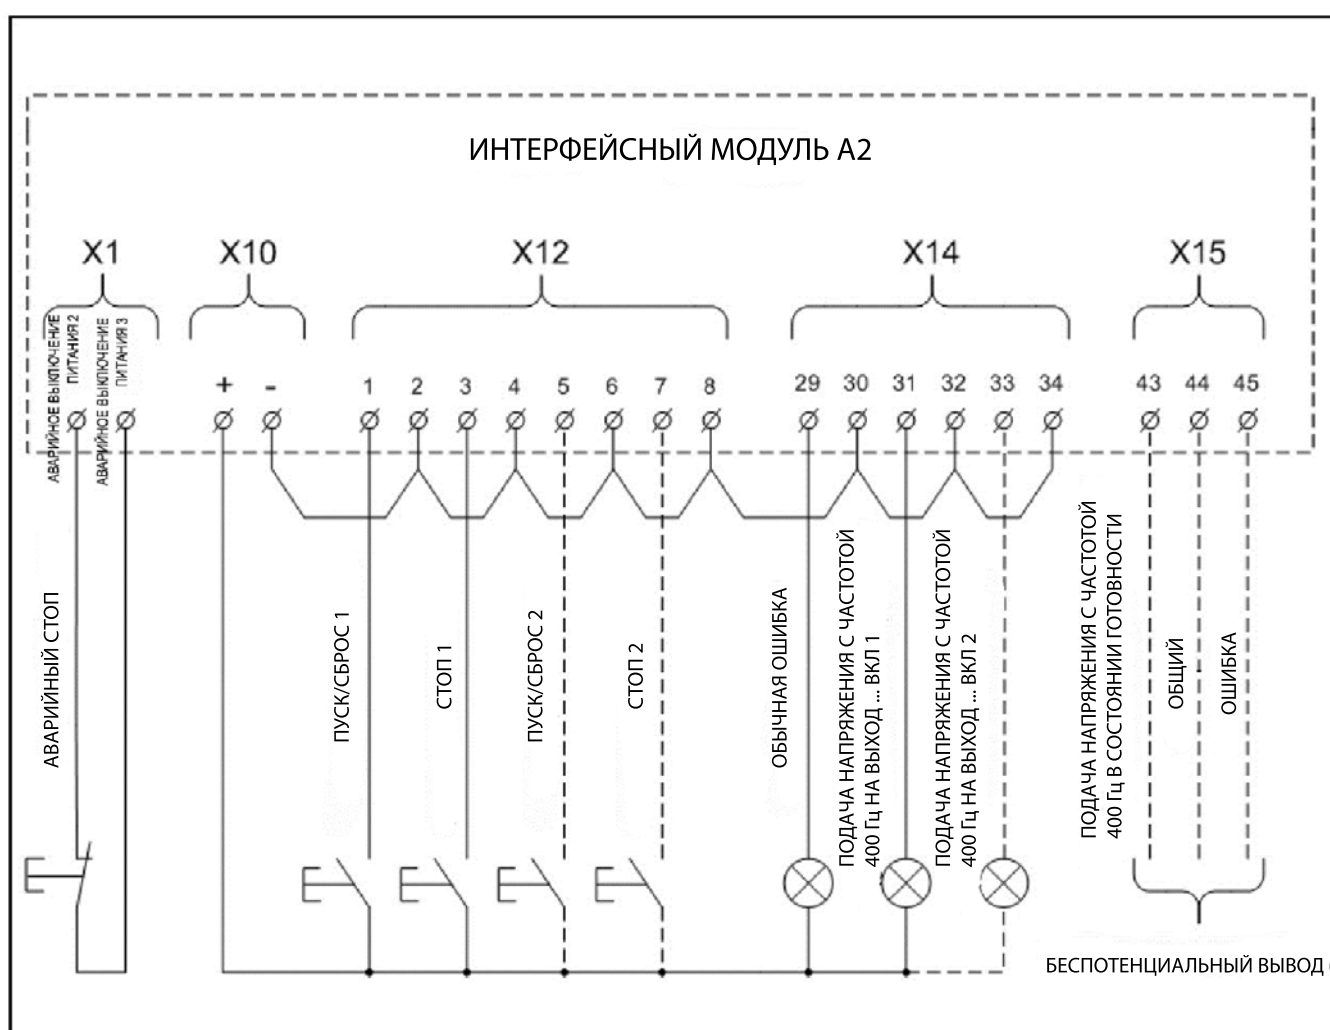 ИНТЕРФЕЙСНЫЙ МОДУЛЬ А2
X1
X10
X12
X14
X15
АВАРИЙНОЕ ВЫКЛЮЧЕНИЕ
ПИТАНИЯ 2
АВАРИЙНОЕ ВЫКЛЮЧЕНИЕ
ПИТАНИЯ 3
+ - 1 2 3 4 5 6 7 8 29 30 31 32 33 34 43 44 45
АВАРИЙНЫЙ СТОП
ПУСК/СБРОС 1
СТОП 1
ПУСК/СБРОС 2
СТОП 2
ОБЫЧНАЯ ОШИБКА
ПОДАЧА НАПРЯЖЕНИЯ С ЧАСТОТОЙ
400 Гц НА ВЫХОД ... ВКЛ 1
ПОДАЧА НАПРЯЖЕНИЯ С ЧАСТОТОЙ
400 Гц НА ВЫХОД ... ВКЛ 2
ПОДАЧА НАПРЯЖЕНИЯ С ЧАСТОТОЙ
400 Гц В СОСТОЯНИИ ГОТОВНОСТИ
ОБЩИЙ
ОШИБКА
БЕСПОТЕНЦИАЛЬНЫЙ ВЫВОД